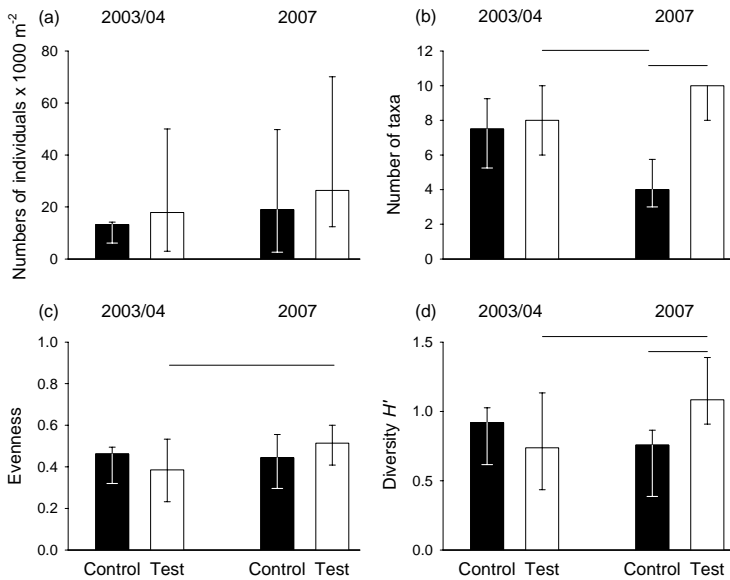 (a) 2003/04 2007
Numbers of individuals x 1000 m-2
80
60
40
20
0
(b) 2003/04 2007
Number of taxa
12
10
8
6
4
2
0
(c) 2003/04 2007
Evenness
1.0
0.8
0.6
0.4
0.2
0.0
Control Test Control Test
(d) 2003/04 2007
Diversity H'
1.5
1.0
0.5
0.0
Control Test Control Test